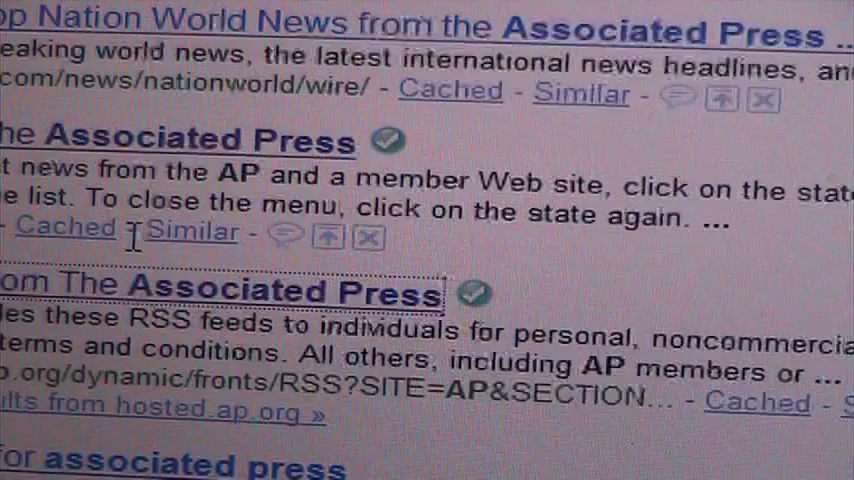 op Nation World News from the Associated Press ...
eaking world news, the latest international news headlines, an
.com/news/nationworld/wire/ - Cached - Similar -
he Associated Press
t news from the AP and a member Web site, click on the stat
e list. To close the menu, click on the state again. ...
- Cached - Similar -
om The Associated Press
les these RSS feeds to individuals for personal, noncommercia
terms and conditions. All others, including AP members or ...
p.org/dynamic/fronts/RSS?SITE=AP&SECTION... - Cached - S
ults from hosted.ap.org »
for associated press